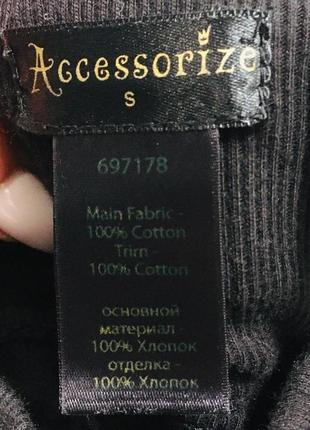 Accessorize
S
697178
Main Fabric -
100% Cotton
Trim -
100% Cotton
основной
материал -
100% Хлопок
отделка -
100% Хлопок